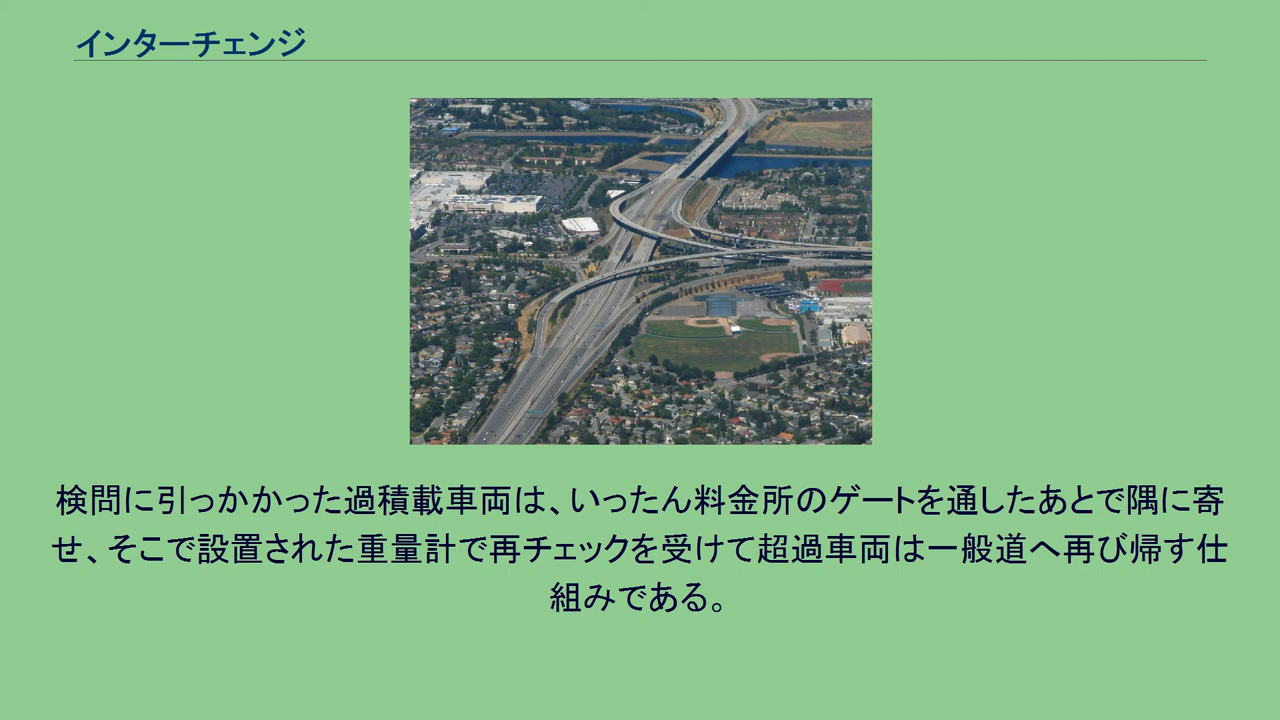 インターチェンジ
検問に引っかかった過積載車両は、いったん料金所のゲートを通したあとで隅に寄
せ、そこで設置された重量計で再チェックを受けて超過車両は一般道へ再び帰す仕
組みである。